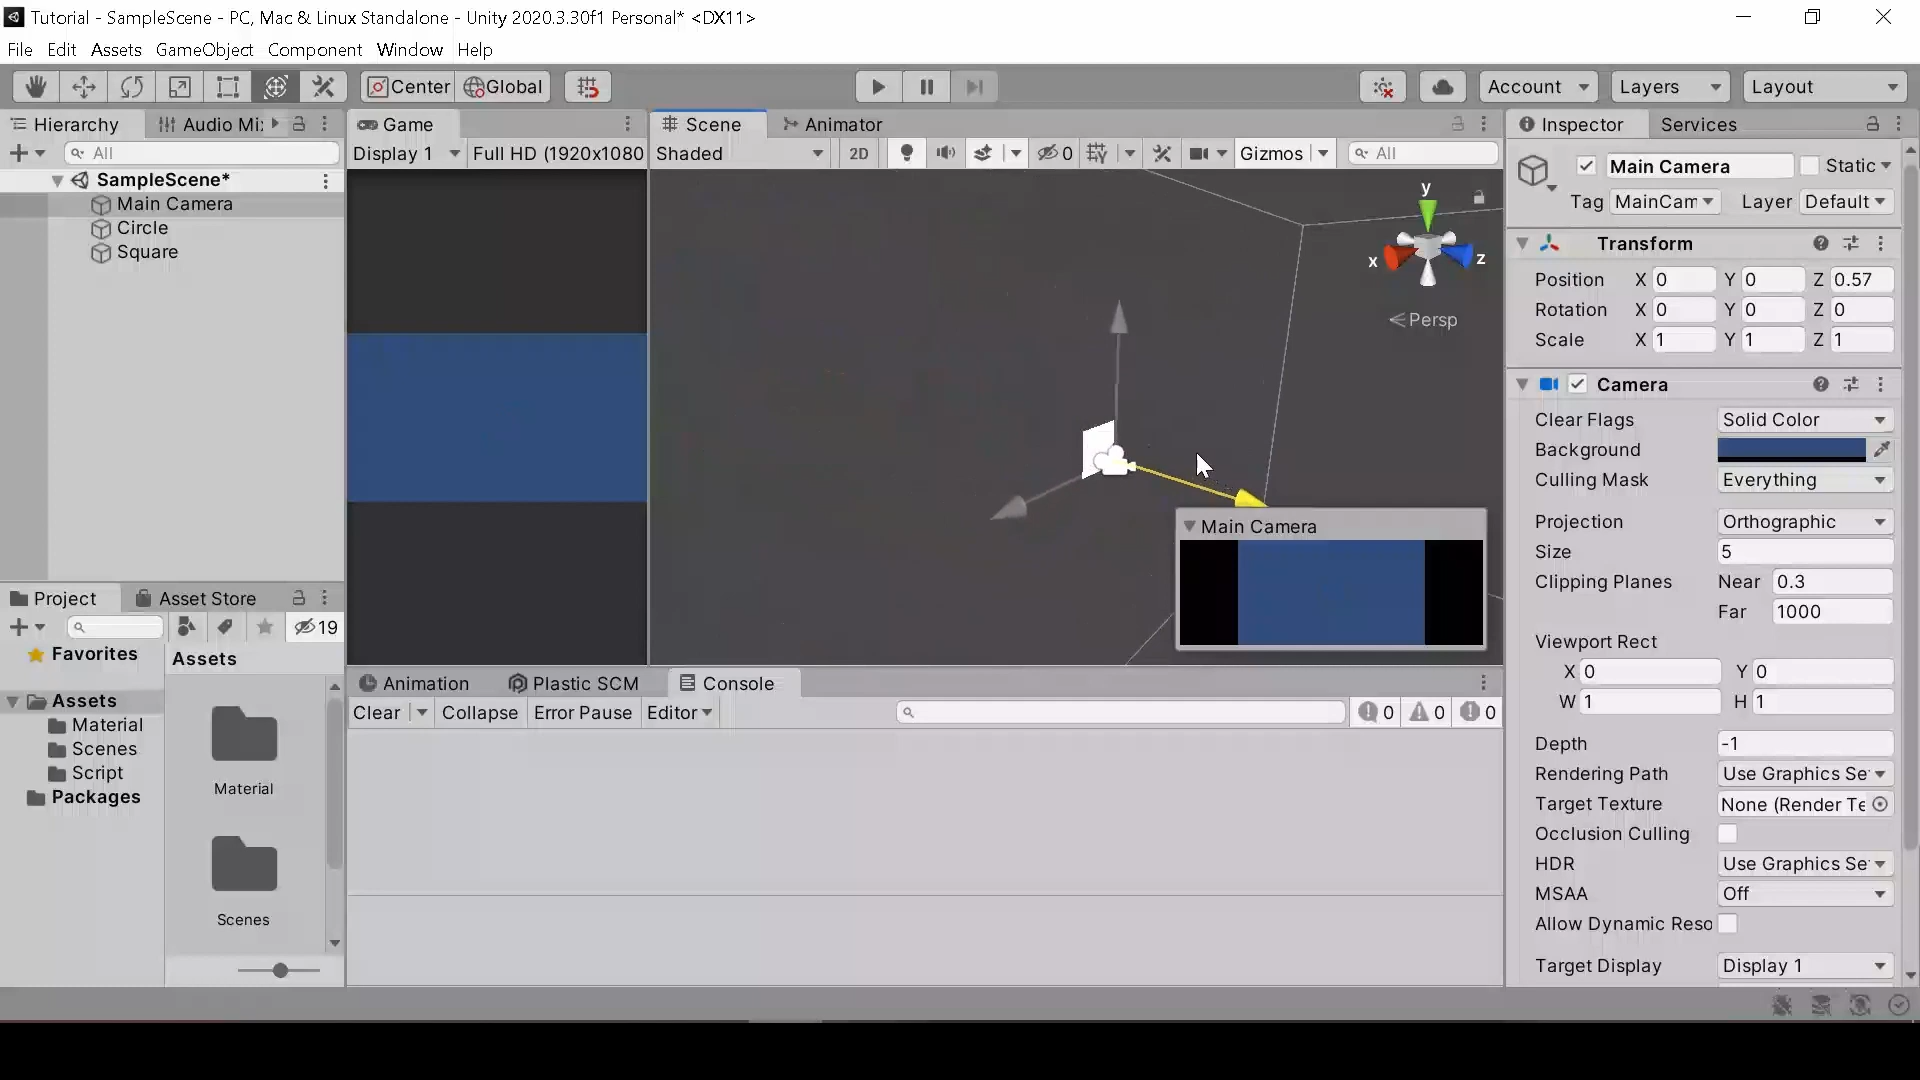 Tutorial - SampleScene - PC, Mac & Linux Standalone - Unity 2020.3.30f1 Personal* <DX11>
File Edit Assets GameObject Component Window Help
Center Global Account Layers Layout
Hierarchy Audio Mi:
All
SampleScene*
Main Camera
Circle
Square
Game
Display 1 Full HD (1920x1080
Scene Animator
Shaded 2D 0 Gizmos All
y
x z
Persp
Main Camera
Project Asset Store
19
Favorites
Assets
Material
Scenes
Script
Packages
Assets
Material
Scenes
Animation Plastic SCM Console
Clear Collapse Error Pause Editor 0 0 0
Inspector Services
Main Camera Static
Tag MainCam Layer Default
Transform
Position X 0 Y 0 Z 0.57
Rotation X 0 Y 0 Z 0
Scale X 1 Y 1 Z 1
Camera
Clear Flags Solid Color
Background
Culling Mask Everything
Projection Orthographic
Size 5
Clipping Planes Near 0.3
Far 1000
Viewport Rect
X 0 Y 0
W 1 H 1
Depth -1
Rendering Path Use Graphics Se
Target Texture None (Render Te
Occlusion Culling
HDR Use Graphics Se
MSAA Off
Allow Dynamic Reso
Target Display Display 1